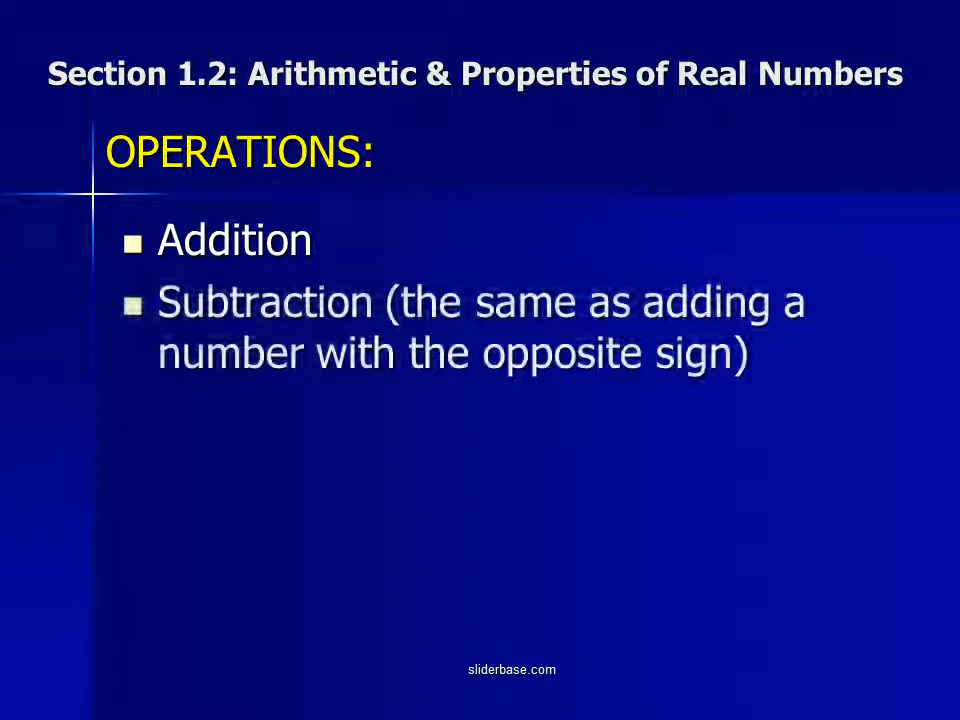 Section 1.2: Arithmetic & Properties of Real Numbers
OPERATIONS:
Addition
Subtraction (the same as adding a
number with the opposite sign)
sliderbase.com